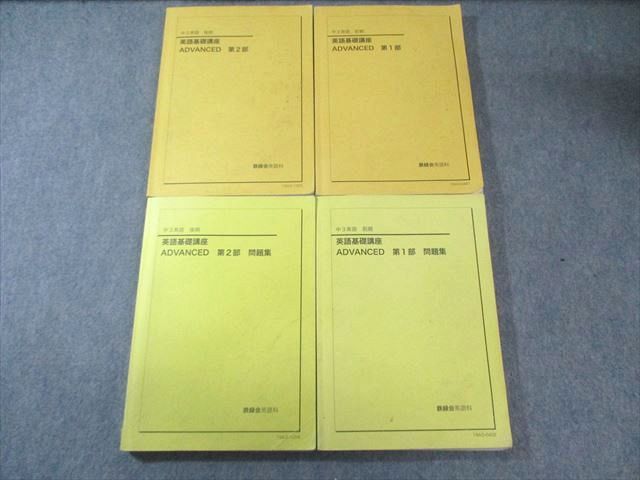 中3英語 後期
英語基礎講座
ADVANCED 第2部
鉄緑会英語科
中3英語 前期
英語基礎講座
ADVANCED 第1部
鉄緑会英語科
中3英語 後期
英語基礎講座
ADVANCED 第2部 問題集
鉄緑会英語科
中3英語 前期
英語基礎講座
ADVANCED 第1部 問題集
鉄緑会英語科